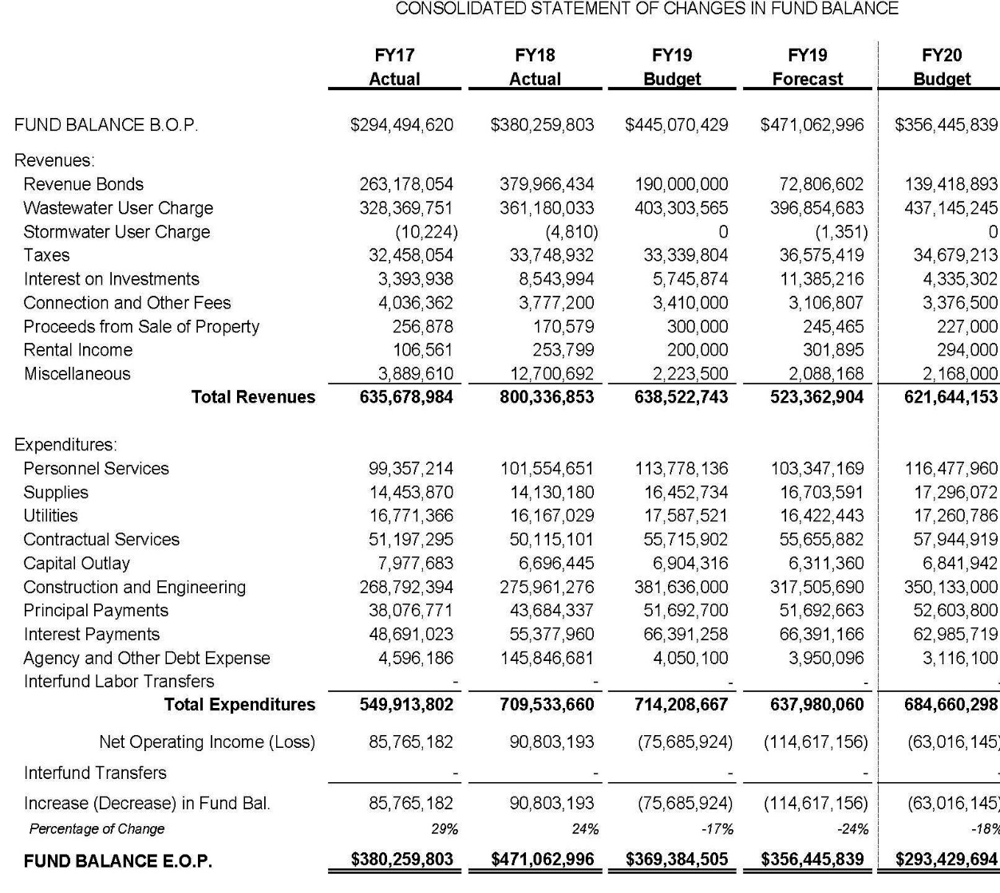 CONSOLIDATED STATEMENT OF CHANGES IN FUND BALANCE
FY17 FY18 FY19 FY19 FY20
Actual Actual Budget Forecast Budget
FUND BALANCE B.O.P. $294,494,620 $380,259,803 $445,070,429 $471,062,996 $356,445,839
Revenues:
Revenue Bonds 263,178,054 379,966,434 190,000,000 72,806,602 139,418,893
Wastewater User Charge 328,369,751 361,180,033 403,303,565 396,854,683 437,145,245
Stormwater User Charge (10,224) (4,810) 0 (1,351) 0
Taxes 32,458,054 33,748,932 33,339,804 36,575,419 34,679,213
Interest on Investments 3,393,938 8,543,994 5,745,874 11,385,216 4,335,302
Connection and Other Fees 4,036,362 3,777,200 3,410,000 3,106,807 3,376,500
Proceeds from Sale of Property 256,878 170,579 300,000 245,465 227,000
Rental Income 106,561 253,799 200,000 301,895 294,000
Miscellaneous 3,889,610 12,700,692 2,223,500 2,088,168 2,168,000
Total Revenues 635,678,984 800,336,853 638,522,743 523,362,904 621,644,153
Expenditures:
Personnel Services 99,357,214 101,554,651 113,778,136 103,347,169 116,477,960
Supplies 14,453,870 14,130,180 16,452,734 16,703,591 17,296,072
Utilities 16,771,366 16,167,029 17,587,521 16,422,443 17,260,786
Contractual Services 51,197,295 50,115,101 55,715,902 55,655,882 57,944,919
Capital Outlay 7,977,683 6,696,445 6,904,316 6,311,360 6,841,942
Construction and Engineering 268,792,394 275,961,276 381,636,000 317,505,690 350,133,000
Principal Payments 38,076,771 43,684,337 51,692,700 51,692,663 52,603,800
Interest Payments 48,691,023 55,377,960 66,391,258 66,391,166 62,985,719
Agency and Other Debt Expense 4,596,186 145,846,681 4,050,100 3,950,096 3,116,100
Interfund Labor Transfers - - - - -
Total Expenditures 549,913,802 709,533,660 714,208,667 637,980,060 684,660,298
Net Operating Income (Loss) 85,765,182 90,803,193 (75,685,924) (114,617,156) (63,016,145)
Interfund Transfers - - - - -
Increase (Decrease) in Fund Bal. 85,765,182 90,803,193 (75,685,924) (114,617,156) (63,016,145)
Percentage of Change 29% 24% -17% -24% -18%
FUND BALANCE E.O.P. $380,259,803 $471,062,996 $369,384,505 $356,445,839 $293,429,694